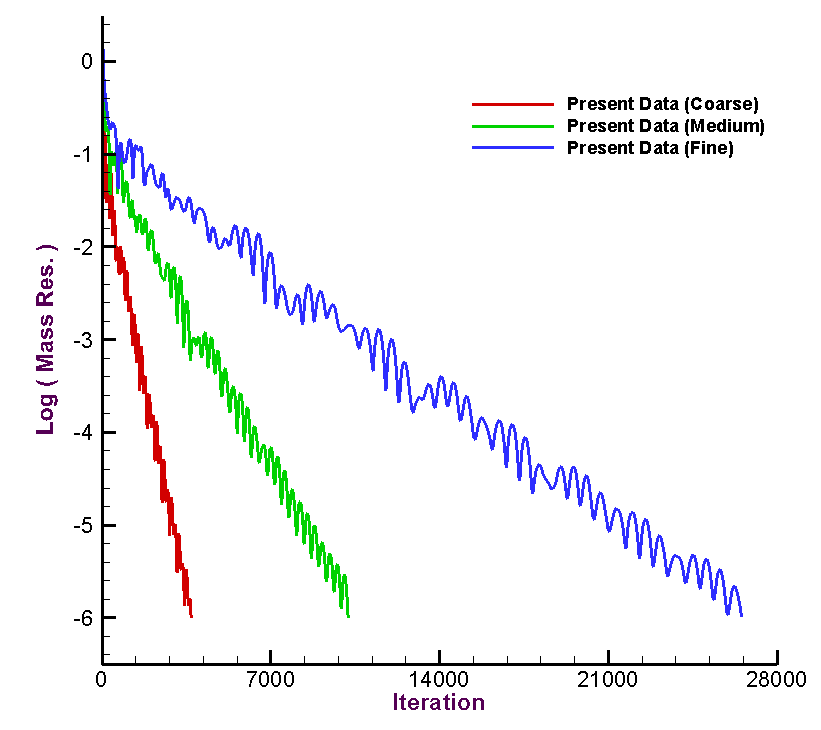 0
Present Data (Coarse)
Present Data (Medium)
Present Data (Fine)
-1
-2
-3
-4
-5
-6
Log ( Mass Res. )
0 7000 14000 21000 28000
Iteration